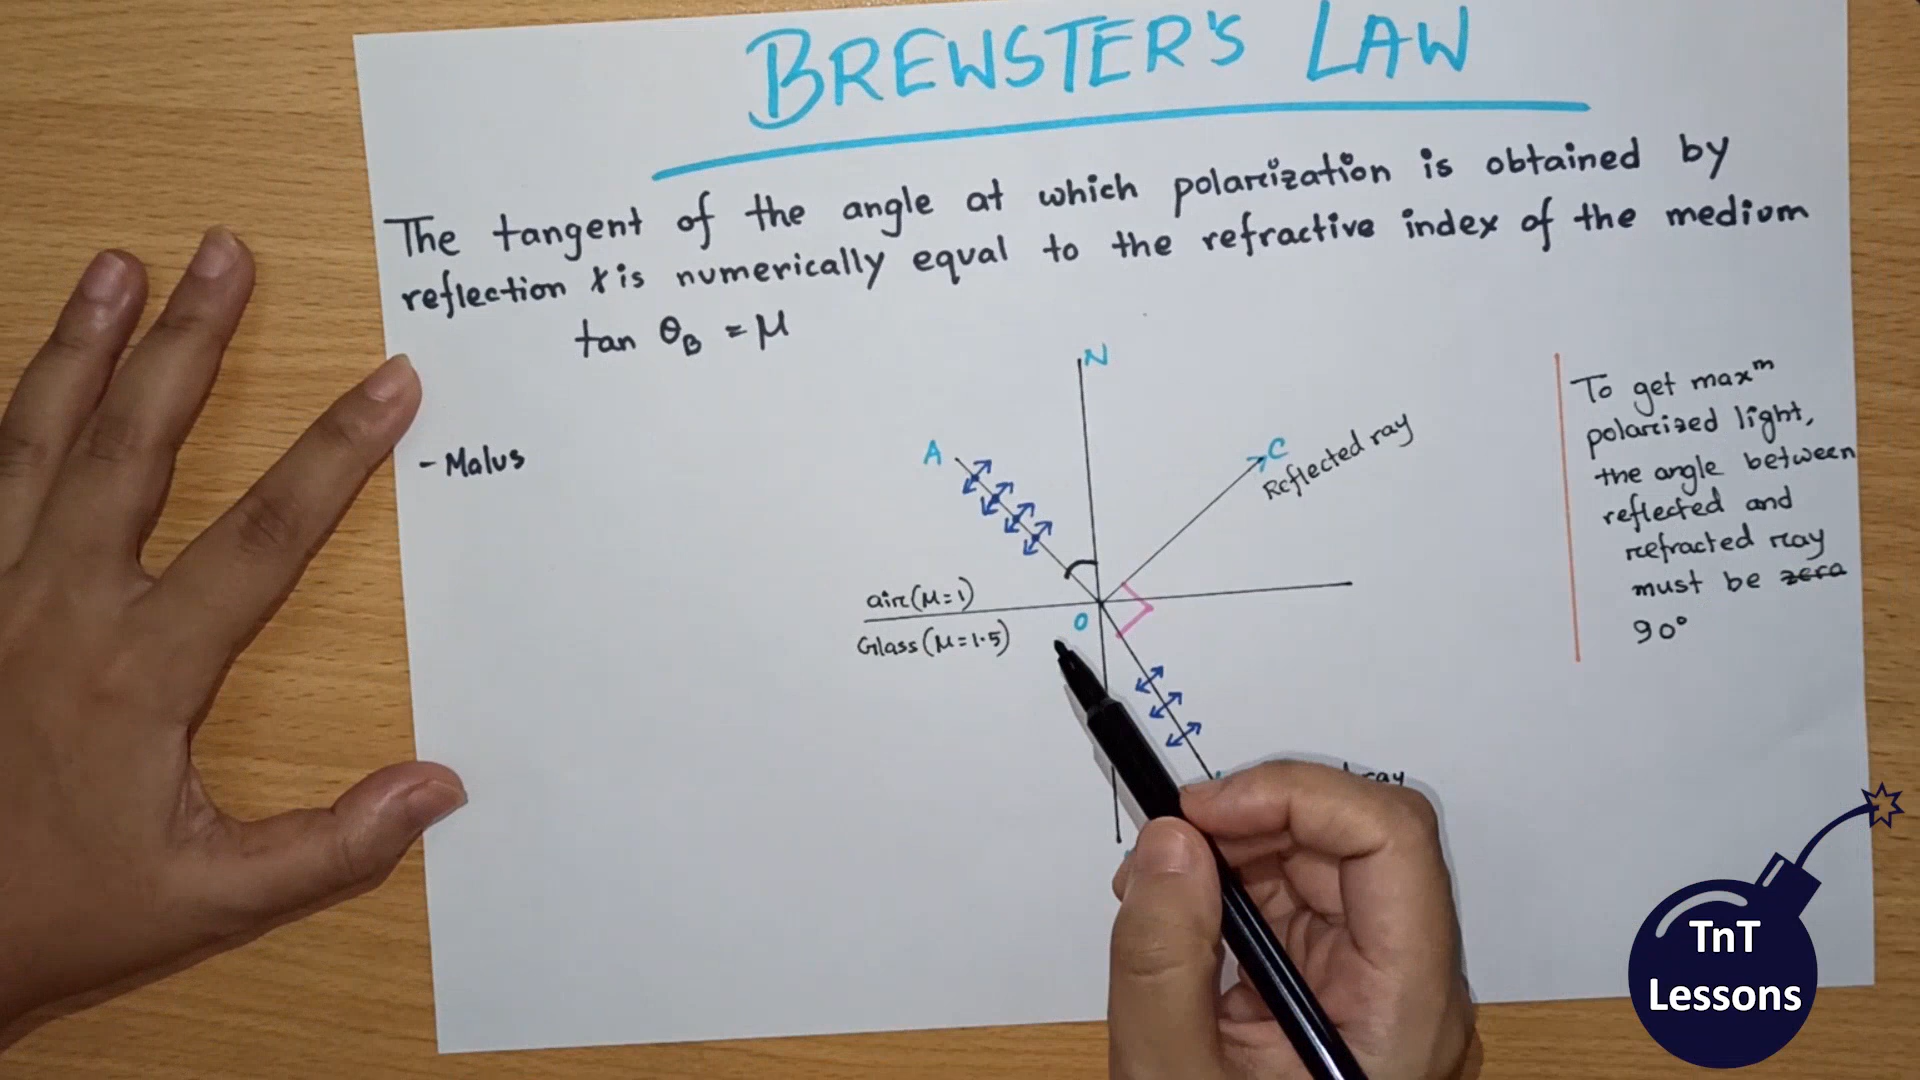 BREWSTER'S LAW
The tangent of the angle at which polarization is obtained by
reflection is numerically equal to the refractive index of the medium
tan θB = μ
N
- Malus
A
C
Reflected ray
air (μ=1)
O
Glass (μ=1.5)
ray
To get maxᵐ
polarized light,
the angle between
reflected and
refracted ray
must be zero
90°
TnT
Lessons